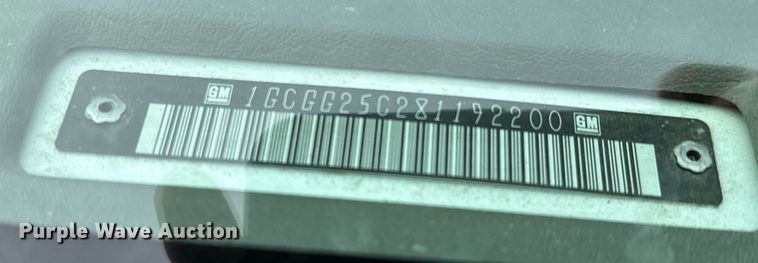 GM 1GCGG25C281192200 GM
Purple Wave Auction